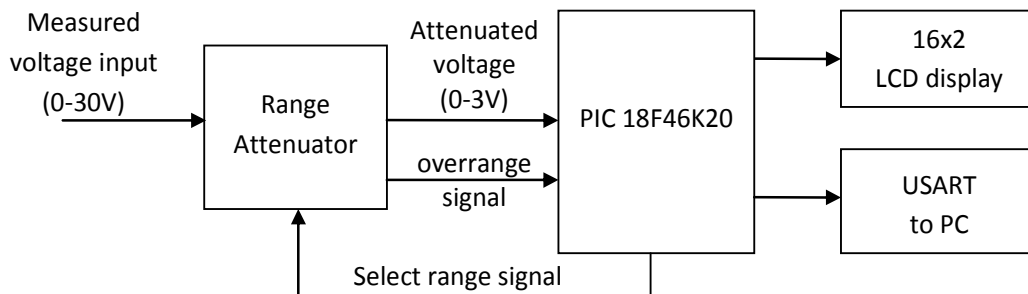 Measured
voltage input
(0-30V)
Range
Attenuator
Attenuated
voltage
(0-3V)
overrange
signal
PIC 18F46K20
16x2
LCD display
USART
to PC
Select range signal